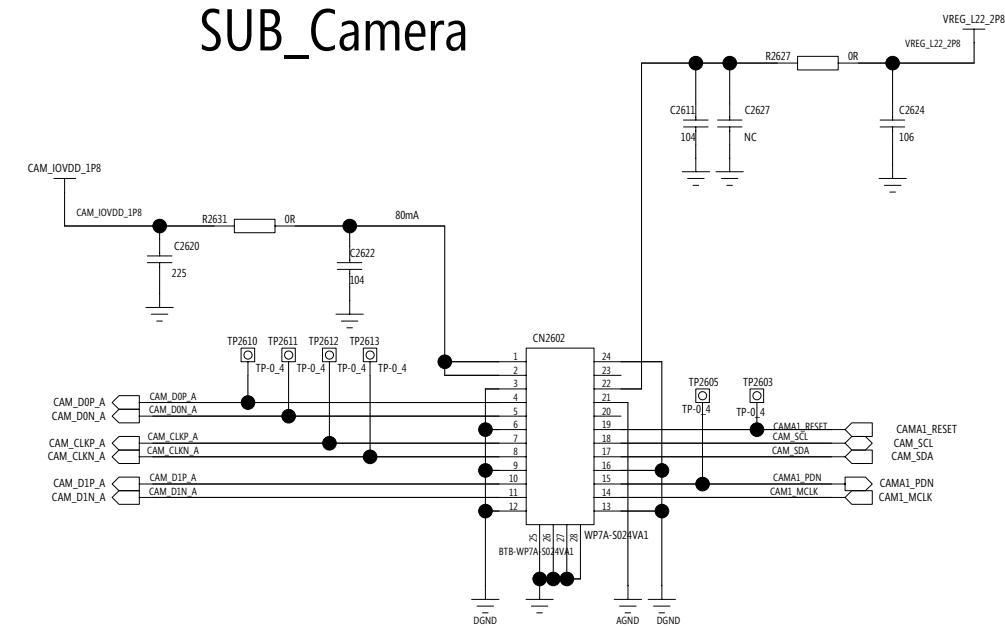 SUB_Camera
VREG_L22_2P8
VREG_L22_2P8
R2627 0R
C2611 C2627 C2624
104 NC 106
CAM_IOVDD_1P8
CAM_IOVDD_1P8
R2631 0R 80mA
C2620 C2622
225 104
CN2602
TP2610 TP2611 TP2612 TP2613
TP-0_4 TP-0_4 TP-0_4 TP-0_4
TP2605 TP2603
TP-0_4 TP-0_4
1 24
2 23
3 22
CAM_D0P_A CAM_D0P_A 4 21
CAM_D0N_A CAM_D0N_A 5 20
6 19 CAMA1_RESET CAMA1_RESET
CAM_CLKP_A CAM_CLKP_A 7 18 CAM_SCL CAM_SCL
CAM_CLKN_A CAM_CLKN_A 8 17 CAM_SDA CAM_SDA
9 16
CAM_D1P_A CAM_D1P_A 10 15 CAMA1_PDN CAMA1_PDN
CAM_D1N_A CAM_D1N_A 11 14 CAM1_MCLK CAM1_MCLK
12 13
25 26 27 28
WP7A-S024VA1
BTB-WP7A-S024VA1
DGND AGND DGND